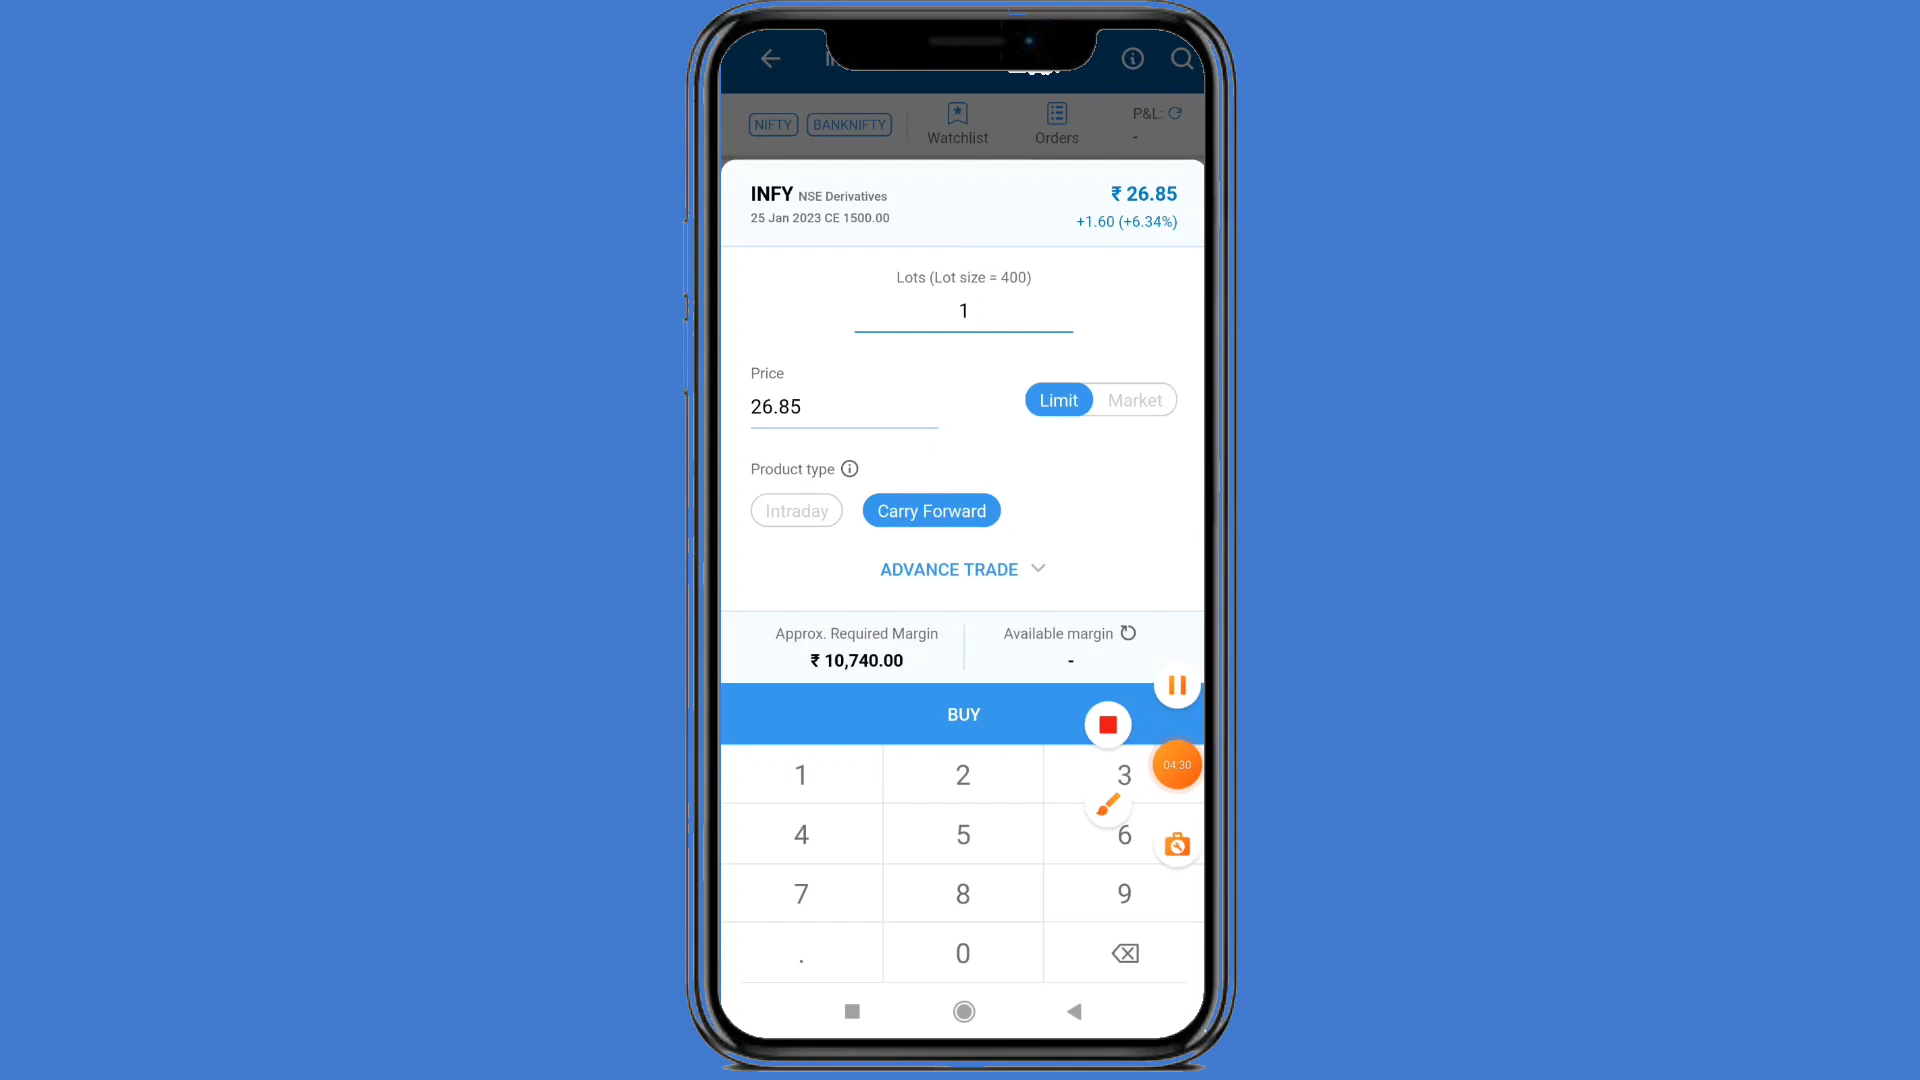 NIFTY
BANKNIFTY
Watchlist
Orders
P&L:
-
INFY NSE Derivatives
₹ 26.85
25 Jan 2023 CE 1500.00
+1.60 (+6.34%)
Lots (Lot size = 400)
1
Price
26.85
Limit
Market
Product type
Intraday
Carry Forward
ADVANCE TRADE
Approx. Required Margin
₹ 10,740.00
Available margin
-
BUY
1
2
3
04:30
4
5
6
7
8
9
.
0